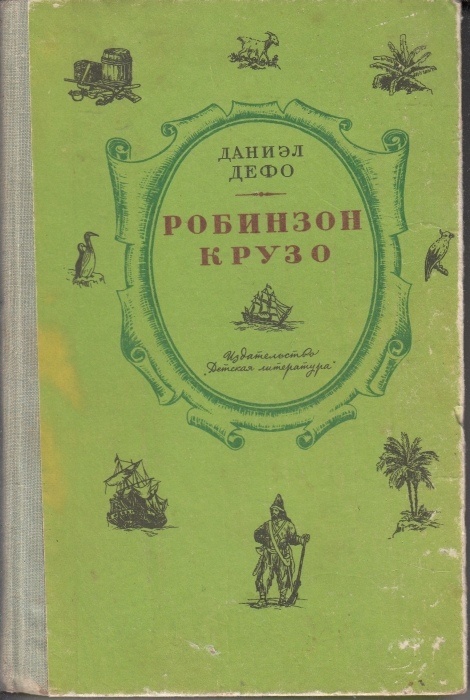 ДАНИЭЛ
ДЕФО
РОБИНЗОН
КРУЗО
Издательство
"Детская литература"